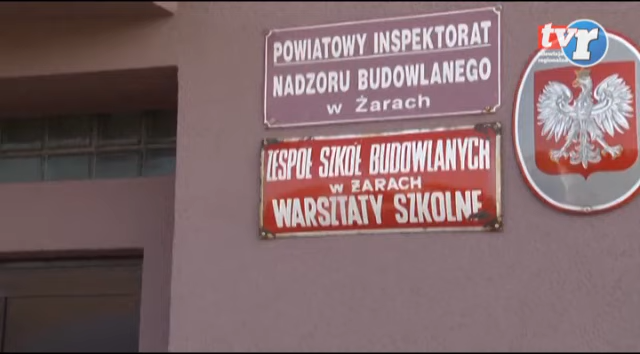 POWIATOWY INSPEKTORAT
NADZORU BUDOWLANEGO
w Żarach
ZESPÓŁ SZKÓŁ BUDOWLANYCH
w ŻARACH
WARSZTATY SZKOLNE
tvr